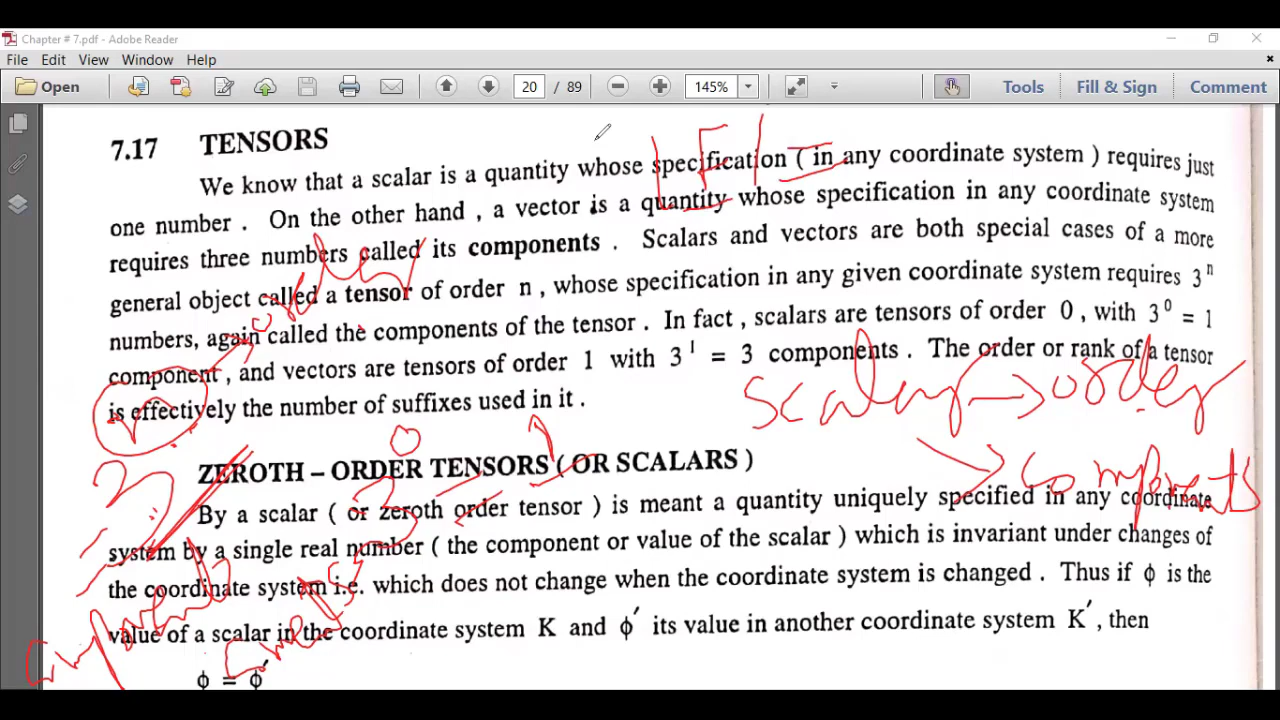 Chapter # 7.pdf - Adobe Reader
File Edit View Window Help
Open 20 / 89 145% Tools Fill & Sign Comment
7.17 TENSORS
We know that a scalar is a quantity whose specification ( in any coordinate system ) requires just
one number . On the other hand , a vector is a quantity whose specification in any coordinate system
requires three numbers called its components . Scalars and vectors are both special cases of a more
general object called a tensor of order n , whose specification in any given coordinate system requires 3ⁿ
numbers, again called the components of the tensor . In fact , scalars are tensors of order 0 , with 3⁰ = 1
component , and vectors are tensors of order 1 with 3¹ = 3 components . The order or rank of a tensor
is effectively the number of suffixes used in it .
order
scalar → order
→ components
ZEROTH – ORDER TENSORS ( OR SCALARS )
3⁰ = 1
By a scalar ( or zeroth order tensor ) is meant a quantity uniquely specified in any coordinate
system by a single real number ( the component or value of the scalar ) which is invariant under changes of
the coordinate system i.e. which does not change when the coordinate system is changed . Thus if ϕ is the
value of a scalar in the coordinate system K and ϕ′ its value in another coordinate system K′ , then
ϕ = ϕ′